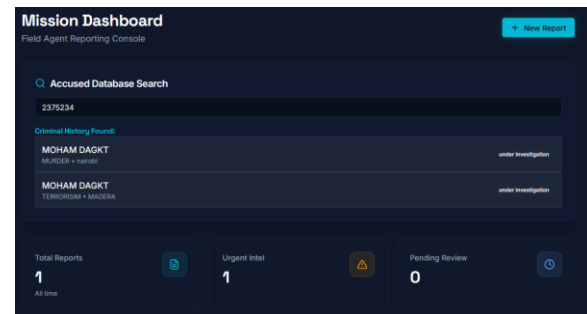 Mission Dashboard
Field Agent Reporting Console
+ New Report
Accused Database Search
2375234
Criminal History Found:
MOHAM DAGKT
MURDER • nairobi
under Investigation
MOHAM DAGKT
TERRORISIM • MADERA
under Investigation
Total Reports
1
All time
Urgent Intel
1
Pending Review
0